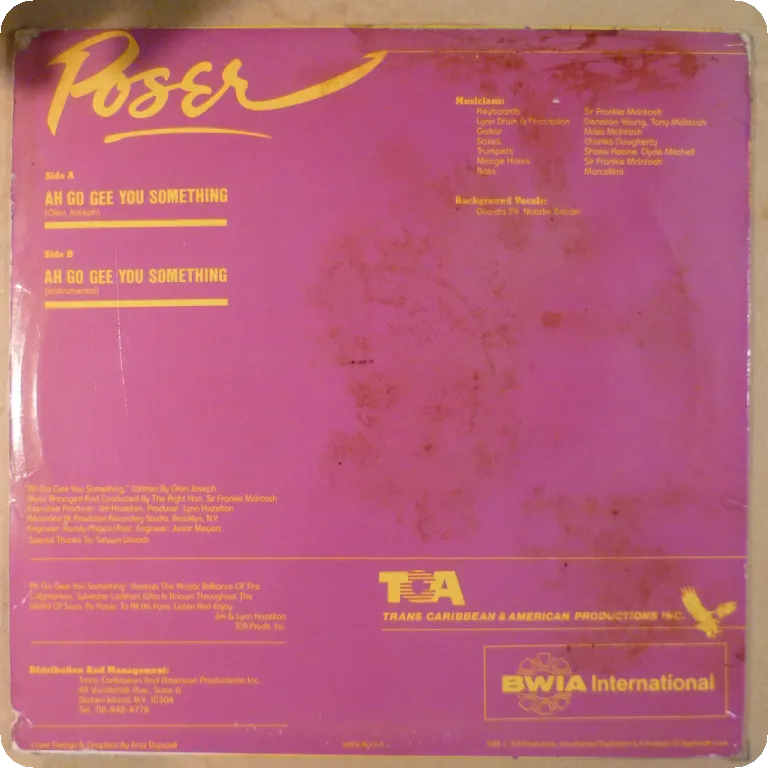 Poser
Side A
AH GO GEE YOU SOMETHING
(Glen Joseph)
Side B
AH GO GEE YOU SOMETHING
(Instrumental)
Musicians:
Keyboards Sir Frankie McIntosh
Lynn Drum & Percussion Deniston Young, Tony McIntosh
Guitar Miles McIntosh
Saxes Charles Dougherty
Trumpets Shake Keane, Clyde Mitchell
Mirage Horns Sir Frankie McIntosh
Bass Marcellino
Background Vocals:
Glenda Ifil, Natalie
"Ah Go Gee You Something," Written By Glen Joseph
Music Arranged And Conducted By The Right Hon. Sir Frankie McIntosh
Executive Producer: Jim Hazelton, Producer: Lynn Hazelton
Recorded At Revelation Recording Studio, Brooklyn, N.Y.
Engineer: Randy Phipps/Asst. Engineer: Junior Meyers
Special Thanks To: Selwyn Woods
"Ah Go Gee You Something" Reveals The Artistic Brilliance Of The
Calypsonian, Sylvester Lockhart Who Is Known Throughout The
World Of Soca, As Poser. To All His Fans, Listen And Enjoy.
Jim & Lynn Hazelton
TCA Prods. Inc.
TCA
TRANS CARIBBEAN & AMERICAN PRODUCTIONS INC.
BWIA International
Distribution And Management:
Trans Caribbean And American Productions Inc.
Vanderbilt Ave., Suite 6
Staten Island, N.Y. 10304
Tel: 718-448-4778
Cover Design & Graphics By Errol